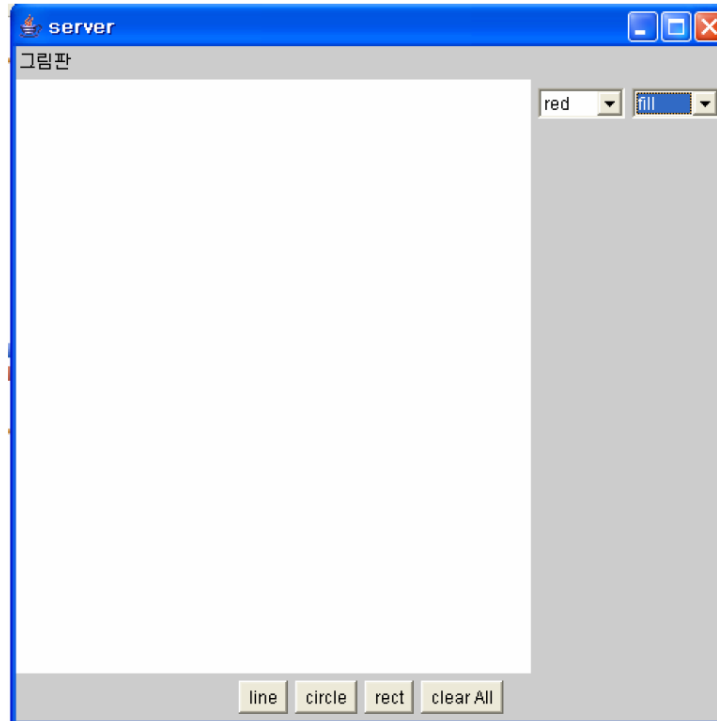 server
그림판
red fill
line circle rect clear All